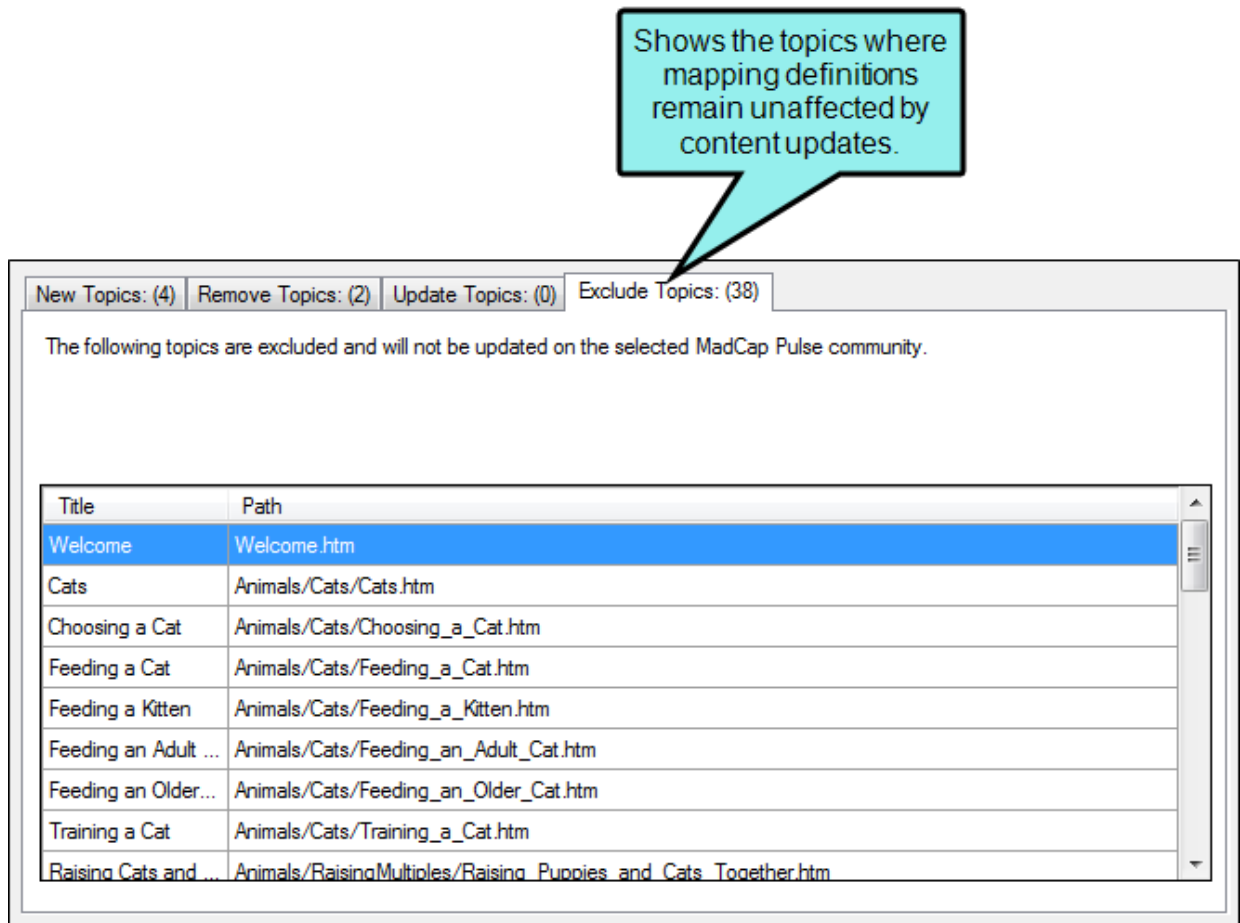 Shows the topics where
mapping definitions
remain unaffected by
content updates.
New Topics: (4) Remove Topics: (2) Update Topics: (0) Exclude Topics: (38)
The following topics are excluded and will not be updated on the selected MadCap Pulse community.
Title Path
Welcome Welcome.htm
Cats Animals/Cats/Cats.htm
Choosing a Cat Animals/Cats/Choosing_a_Cat.htm
Feeding a Cat Animals/Cats/Feeding_a_Cat.htm
Feeding a Kitten Animals/Cats/Feeding_a_Kitten.htm
Feeding an Adult ... Animals/Cats/Feeding_an_Adult_Cat.htm
Feeding an Older... Animals/Cats/Feeding_an_Older_Cat.htm
Training a Cat Animals/Cats/Training_a_Cat.htm
Raising Cats and ... Animals/RaisingMultiples/Raising_Puppies_and_Cats_Together.htm